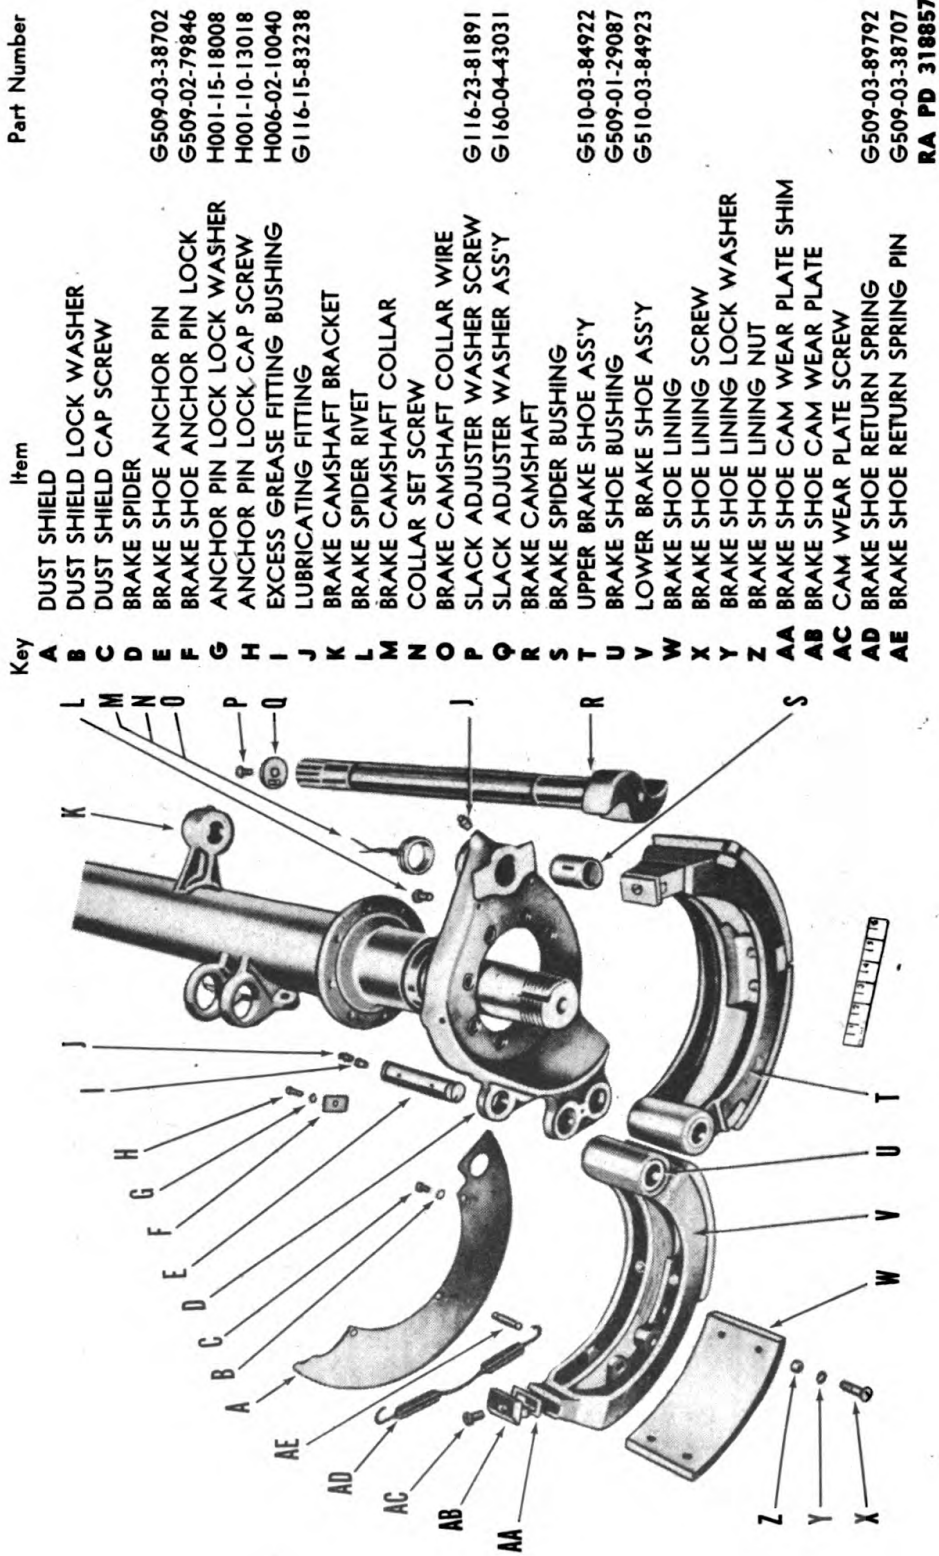 Key Item Part Number
A DUST SHIELD
B DUST SHIELD LOCK WASHER
C DUST SHIELD CAP SCREW
D BRAKE SPIDER
E BRAKE SHOE ANCHOR PIN G509-03-38702
F BRAKE SHOE ANCHOR PIN LOCK G509-02-79846
G ANCHOR PIN LOCK LOCK WASHER H001-15-18008
H ANCHOR PIN LOCK CAP SCREW H001-10-13018
I EXCESS GREASE FITTING BUSHING H006-02-10040
J LUBRICATING FITTING G116-15-83238
K BRAKE CAMSHAFT BRACKET
L BRAKE SPIDER RIVET
M BRAKE CAMSHAFT COLLAR
N COLLAR SET SCREW
O BRAKE CAMSHAFT COLLAR WIRE
P SLACK ADJUSTER WASHER SCREW G116-23-81891
Q SLACK ADJUSTER WASHER ASS'Y G160-04-43031
R BRAKE CAMSHAFT
S BRAKE SPIDER BUSHING
T UPPER BRAKE SHOE ASS'Y G510-03-84922
U BRAKE SHOE BUSHING G509-01-29087
V LOWER BRAKE SHOE ASS'Y G510-03-84923
W BRAKE SHOE LINING
X BRAKE SHOE LINING SCREW
Y BRAKE SHOE LINING LOCK WASHER
Z BRAKE SHOE LINING NUT
AA BRAKE SHOE CAM WEAR PLATE SHIM
AB BRAKE SHOE CAM WEAR PLATE
AC CAM WEAR PLATE SCREW
AD BRAKE SHOE RETURN SPRING G509-03-89792
AE BRAKE SHOE RETURN SPRING PIN G509-03-38707
RA PD 318857
L
M
N
O
P
Q
J
R
S
K
J
I
H
G
F
E
D
C
B
A
AE
AD
AC
AB
AA
T
U
V
W
Z
Y
X